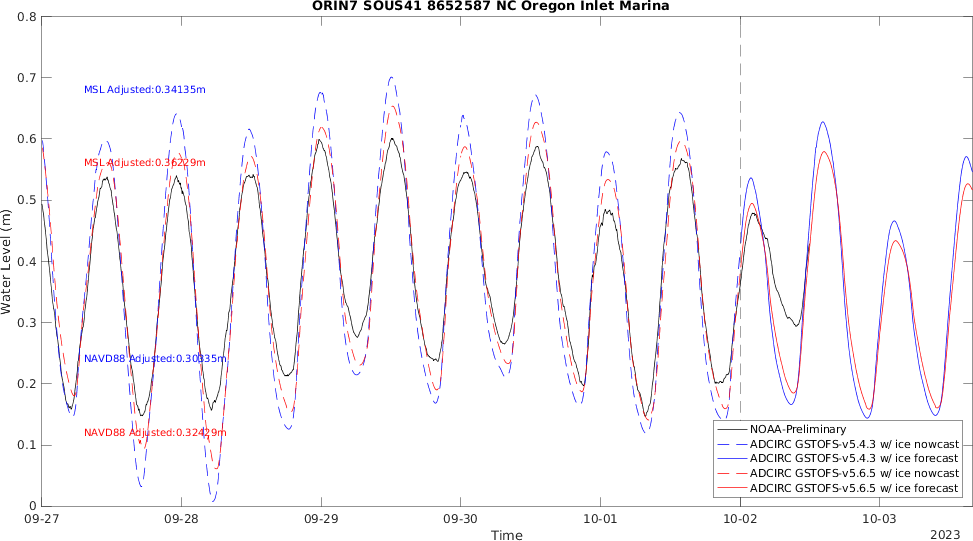 ORIN7 SOUS41 8652587 NC Oregon Inlet Marina
0.8
0.7
0.6
0.5
0.4
0.3
0.2
0.1
0
Water Level (m)
MSL Adjusted:0.34135m
MSL Adjusted:0.36229m
NAVD88 Adjusted:0.30335m
NAVD88 Adjusted:0.32429m
NOAA-Preliminary
ADCIRC GSTOFS-v5.4.3 w/ ice nowcast
ADCIRC GSTOFS-v5.4.3 w/ ice forecast
ADCIRC GSTOFS-v5.6.5 w/ ice nowcast
ADCIRC GSTOFS-v5.6.5 w/ ice forecast
09-27
09-28
09-29
09-30
10-01
10-02
10-03
Time
2023